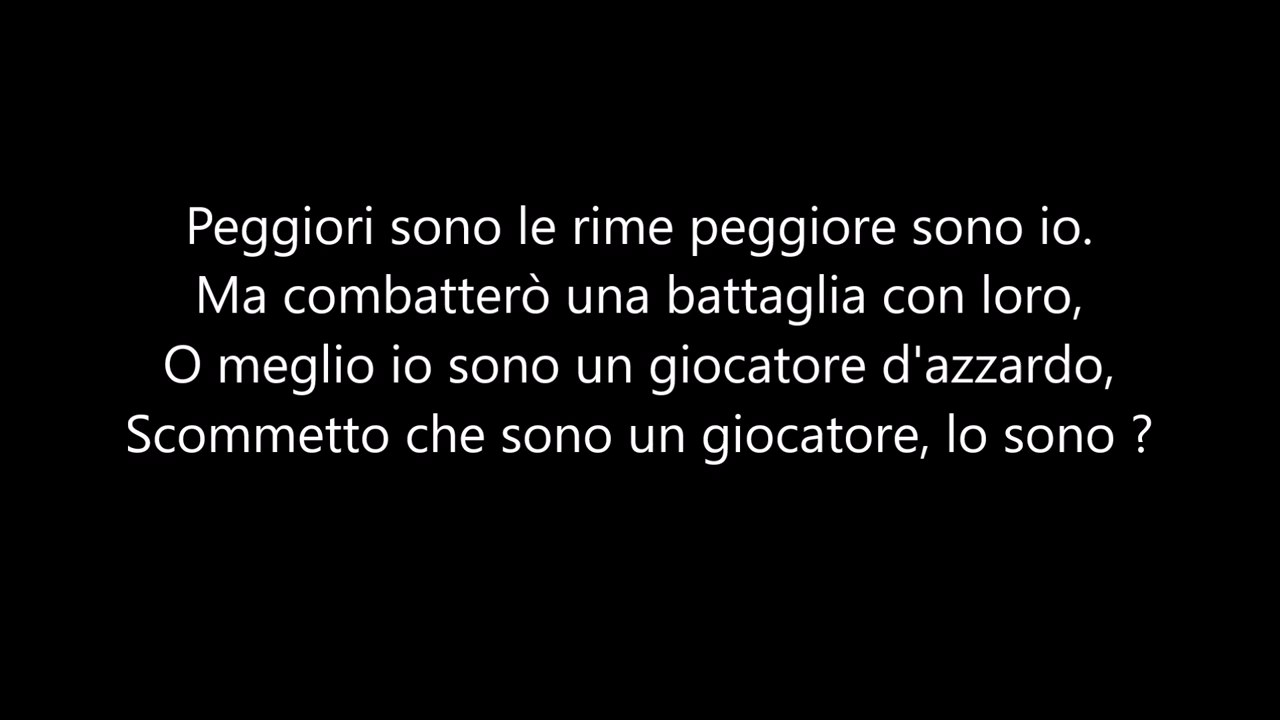 Peggiori sono le rime peggiore sono io.
Ma combatterò una battaglia con loro,
O meglio io sono un giocatore d'azzardo,
Scommetto che sono un giocatore, lo sono ?